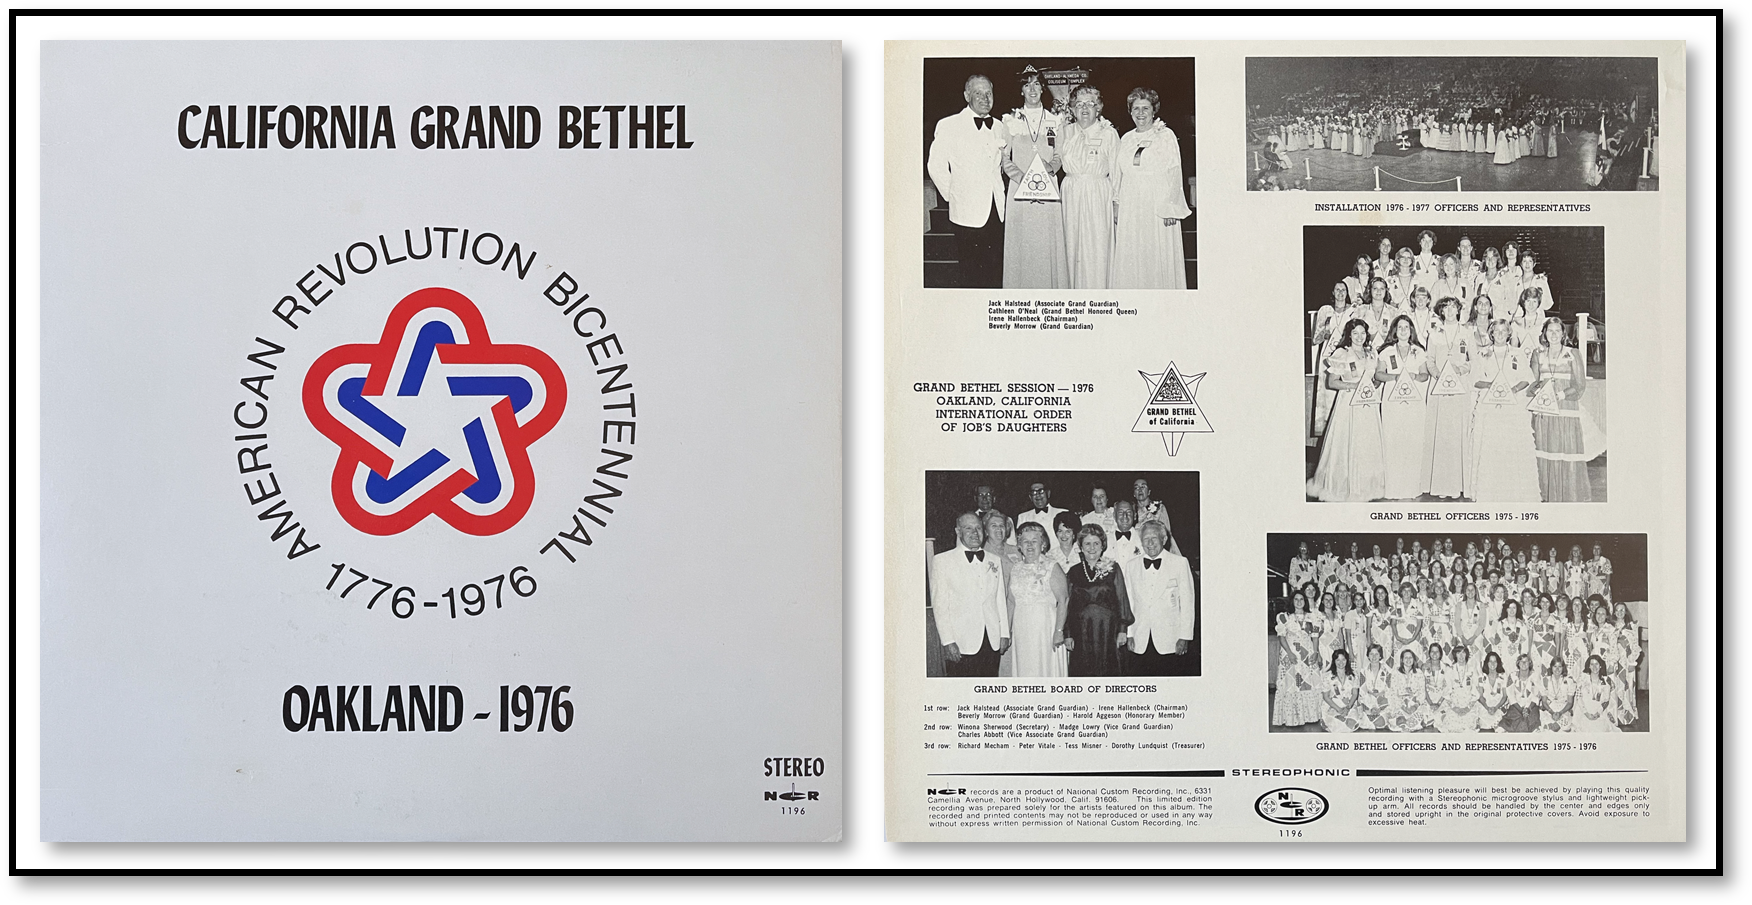 CALIFORNIA GRAND BETHEL
AMERICAN REVOLUTION BICENTENNIAL
1776-1976
OAKLAND - 1976
STEREO
NCR
1196
OAKLAND-ALAMEDA CO.
COLISEUM COMPLEX
FRIENDSHIP
Jack Halstead (Associate Grand Guardian)
Cathleen O'Neal (Grand Bethel Honored Queen)
Irene Hallenbeck (Chairman)
Beverly Morrow (Grand Guardian)
GRAND BETHEL SESSION — 1976
OAKLAND, CALIFORNIA
INTERNATIONAL ORDER
OF JOB'S DAUGHTERS
GRAND BETHEL
of California
GRAND BETHEL BOARD OF DIRECTORS
1st row: Jack Halstead (Associate Grand Guardian) - Irene Hallenbeck (Chairman)
Beverly Morrow (Grand Guardian) - Harold Aggeson (Honorary Member)
2nd row: Winona Sherwood (Secretary) - Madge Lowry (Vice Grand Guardian)
Charles Abbott (Vice Associate Grand Guardian)
3rd row: Richard Mecham - Peter Vitale - Tess Misner - Dorothy Lundquist (Treasurer)
INSTALLATION 1976 - 1977 OFFICERS AND REPRESENTATIVES
GRAND BETHEL OFFICERS 1975 - 1976
GRAND BETHEL OFFICERS AND REPRESENTATIVES 1975 - 1976
STEREOPHONIC
NCR records are a product of National Custom Recording, Inc., 6331
Camellia Avenue, North Hollywood, Calif. 91606. This limited edition
recording was prepared solely for the artists featured on this album. The
recorded and printed contents may not be reproduced or used in any way
without express written permission of National Custom Recording, Inc.
NCR
1196
Optimal listening pleasure will best be achieved by playing this quality
recording with a Stereophonic microgroove stylus and lightweight pick-
up arm. All records should be handled by the center and edges only
and stored upright in the original protective covers. Avoid exposure to
excessive heat.